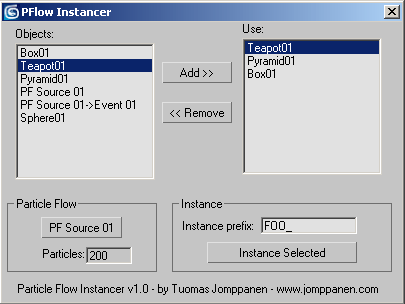 PFlow Instancer
Objects:
Box01
Teapot01
Pyramid01
PF Source 01
PF Source 01->Event 01
Sphere01
Add >>
<< Remove
Use:
Teapot01
Pyramid01
Box01
Particle Flow
PF Source 01
Particles: 200
Instance
Instance prefix: FOO_
Instance Selected
Particle Flow Instancer v1.0 - by Tuomas Jomppanen - www.jomppanen.com